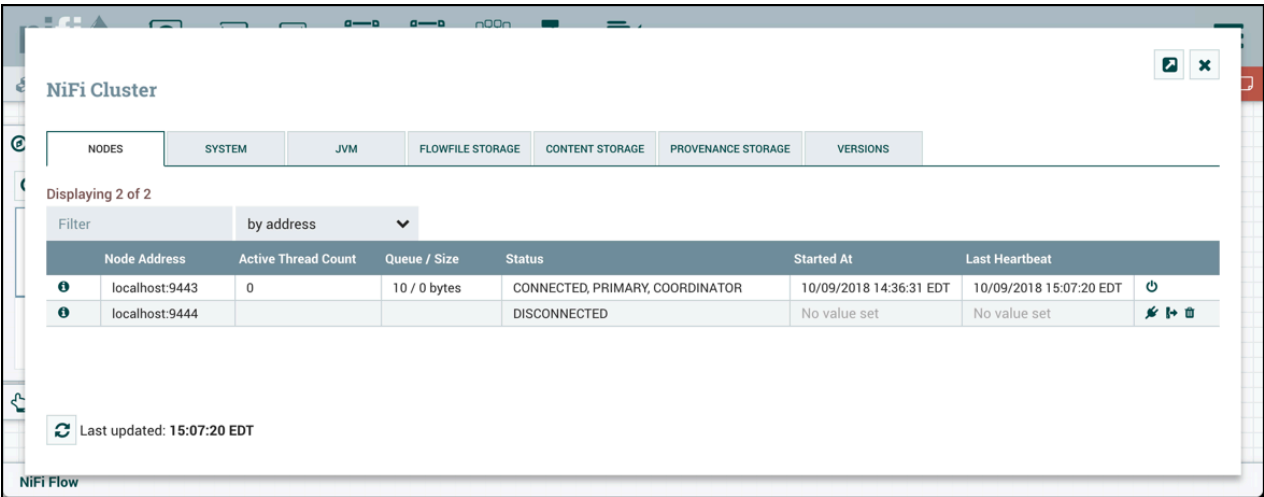 NiFi Cluster
NODES SYSTEM JVM FLOWFILE STORAGE CONTENT STORAGE PROVENANCE STORAGE VERSIONS
Displaying 2 of 2
Filter by address
Node Address Active Thread Count Queue / Size Status Started At Last Heartbeat
localhost:9443 0 10 / 0 bytes CONNECTED, PRIMARY, COORDINATOR 10/09/2018 14:36:31 EDT 10/09/2018 15:07:20 EDT
localhost:9444 DISCONNECTED No value set No value set
Last updated: 15:07:20 EDT
NiFi Flow